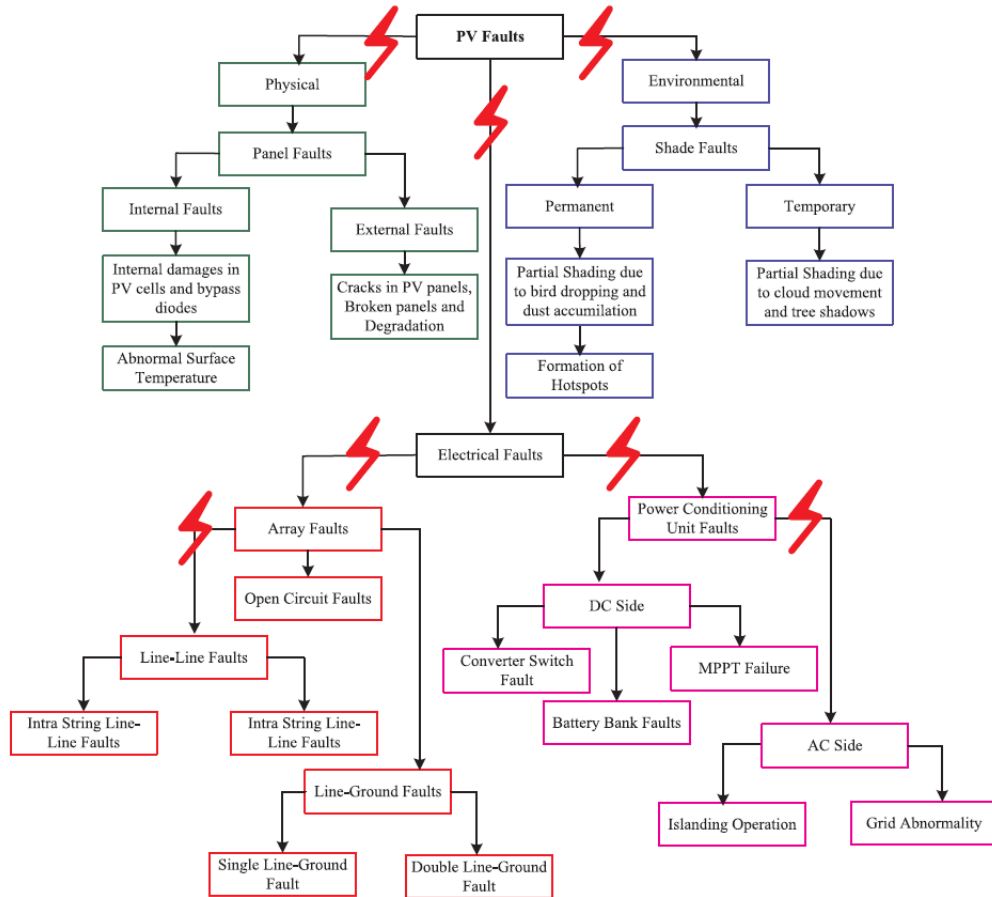 PV Faults
Physical
Environmental
Panel Faults
Shade Faults
Internal Faults
External Faults
Permanent
Temporary
Internal damages in
PV cells and bypass
diodes
Cracks in PV panels,
Broken panels and
Degradation
Partial Shading due
to bird dropping and
dust accumilation
Partial Shading due
to cloud movement
and tree shadows
Abnormal Surface
Temperature
Formation of
Hotspots
Electrical Faults
Array Faults
Power Conditioning
Unit Faults
Open Circuit Faults
DC Side
Line-Line Faults
Converter Switch
Fault
MPPT Failure
Intra String Line-
Line Faults
Intra String Line-
Line Faults
Battery Bank Faults
AC Side
Line-Ground Faults
Islanding Operation
Grid Abnormality
Single Line-Ground
Fault
Double Line-Ground
Fault